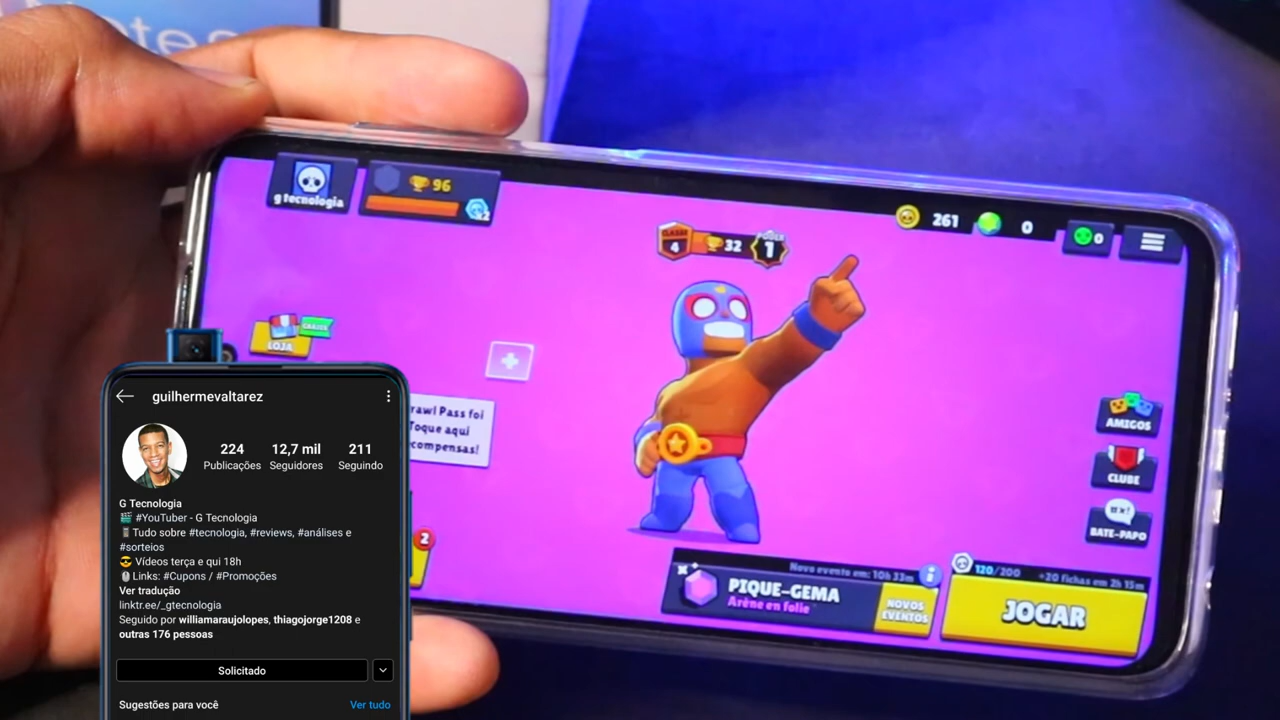 g tecnologia
96
x2
261
0
0
CLASSE
4
32
PODER
1
GRÁTIS
LOJA
rawl Pass foi
Toque aqui
compensas!
AMIGOS
CLUBE
BATE-PAPO
2
Novo evento em: 10h 33m
PIQUE-GEMA
Arène en folie
NOVOS
EVENTOS
120/200
+20 fichas em 2h 15m
JOGAR
guilhermevaltarez
224
12,7 mil
211
Publicações
Seguidores
Seguindo
G Tecnologia
🎬 #YouTuber - G Tecnologia
📱Tudo sobre #tecnologia, #reviews, #análises e
#sorteios
😎 Vídeos terça e qui 18h
🖱Links: #Cupons / #Promoções
Ver tradução
linktr.ee/_gtecnologia
Seguido por williamaraujolopes, thiagojorge1208 e
outras 176 pessoas
Solicitado
Sugestões para você
Ver tudo